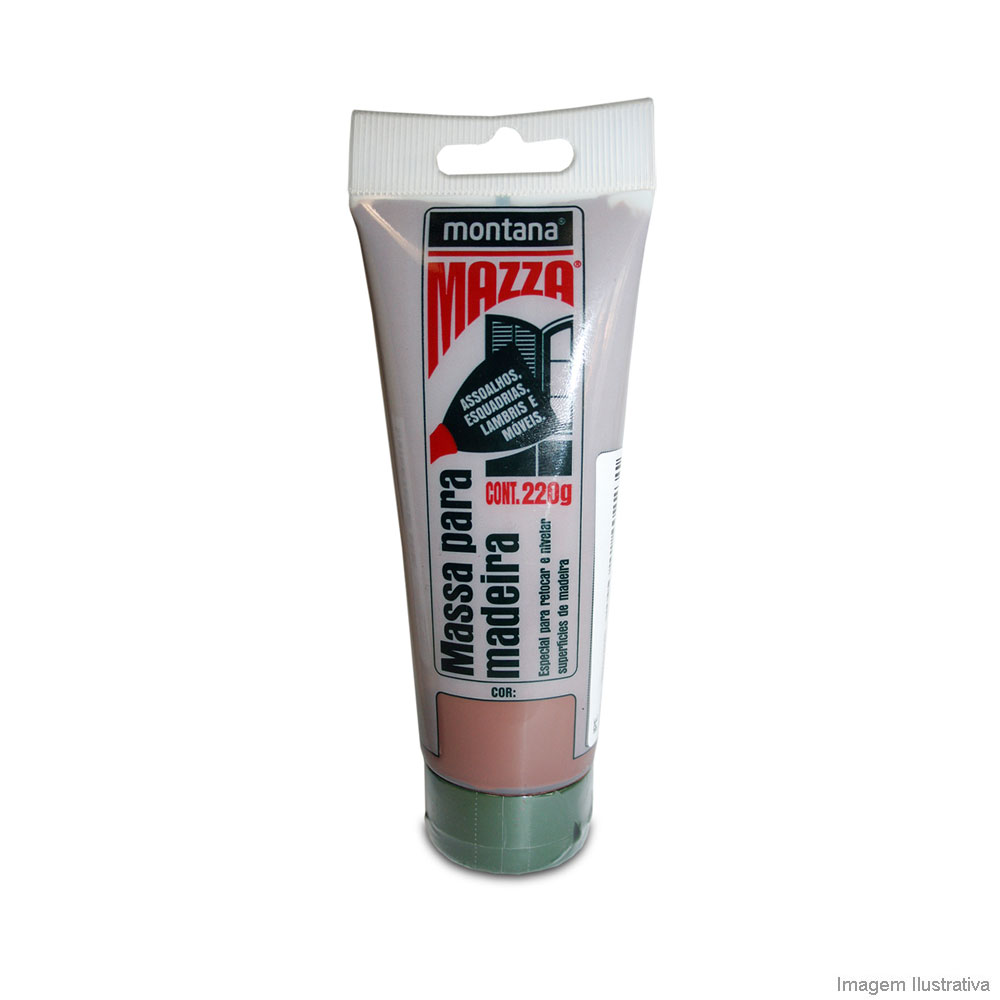 montana®
MAZZA®
ASSOALHOS,
ESQUADRIAS,
LAMBRIS E
MÓVEIS.
CONT. 220g
Massa para
madeira
Especial para retocar e nivelar
superfícies de madeira
COR:
Imagem Ilustrativa